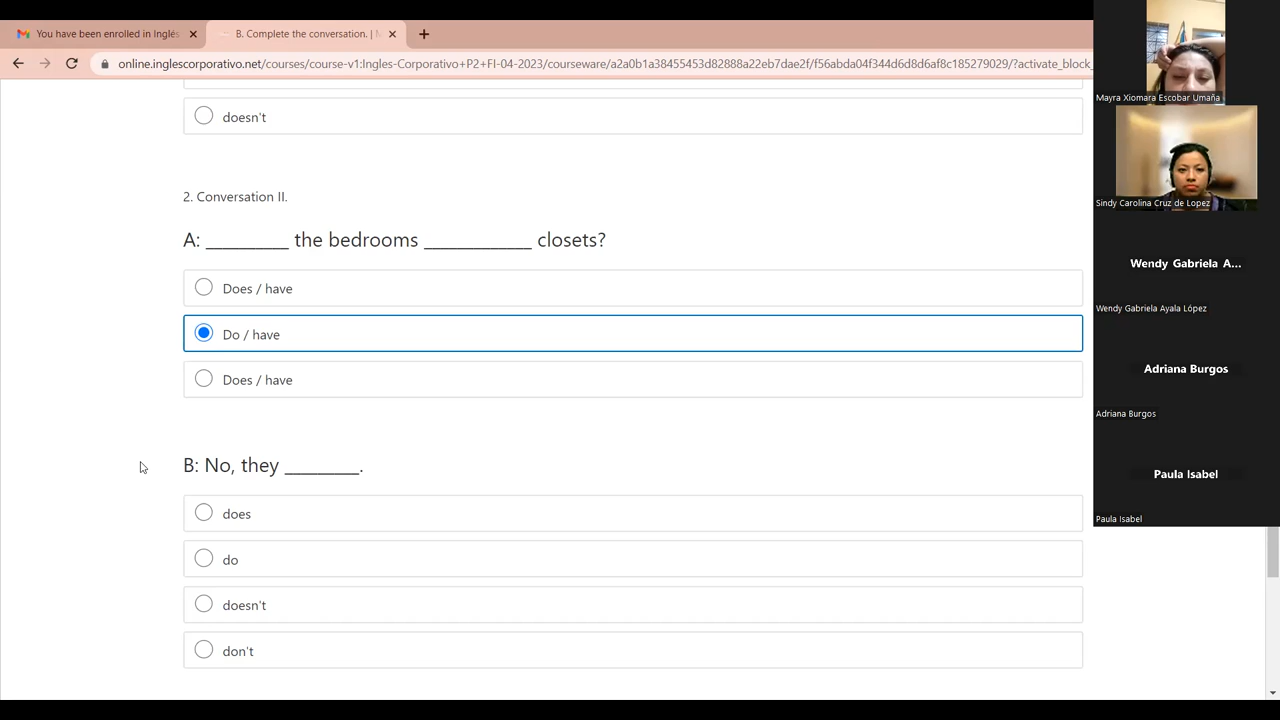 You have been enrolled in Inglés
B. Complete the conversation. |
online.inglescorporativo.net/courses/course-v1:Ingles-Corporativo+P2+FI-04-2023/courseware/a2a0b1a38455453d82888a22eb7dae2f/f56abda04f344d6d8d6af8c185279029/?activate_block_
doesn't
2. Conversation II.
A: _________ the bedrooms ____________ closets?
Does / have
Do / have
Does / have
B: No, they ________.
does
do
doesn't
don't
Mayra Xiomara Escobar Umaña
Sindy Carolina Cruz de Lopez
Wendy Gabriela A...
Wendy Gabriela Ayala López
Adriana Burgos
Adriana Burgos
Paula Isabel
Paula Isabel